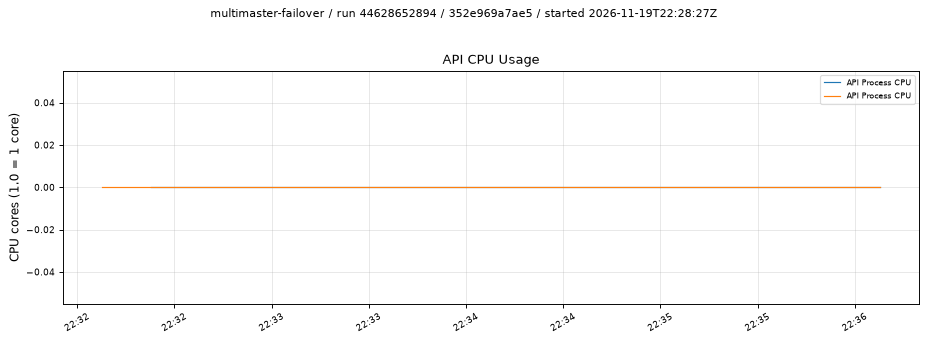 multimaster-failover / run 44628652894 / 352e969a7ae5 / started 2026-11-19T22:28:27Z
API CPU Usage
API Process CPU
API Process CPU
CPU cores (1.0 = 1 core)
0.04
0.02
0.00
−0.02
−0.04
22:32
22:32
22:33
22:33
22:34
22:34
22:35
22:35
22:36